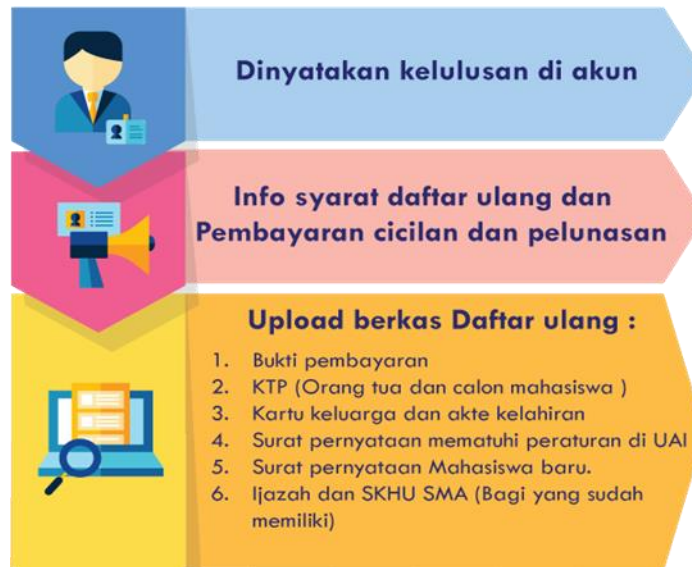 Dinyatakan kelulusan di akun
Info syarat daftar ulang dan
Pembayaran cicilan dan pelunasan
Upload berkas Daftar ulang :
1. Bukti pembayaran
2. KTP (Orang tua dan calon mahasiswa )
3. Kartu keluarga dan akte kelahiran
4. Surat pernyataan mematuhi peraturan di UAI
5. Surat pernyataan Mahasiswa baru.
6. Ijazah dan SKHU SMA (Bagi yang sudah
memiliki)